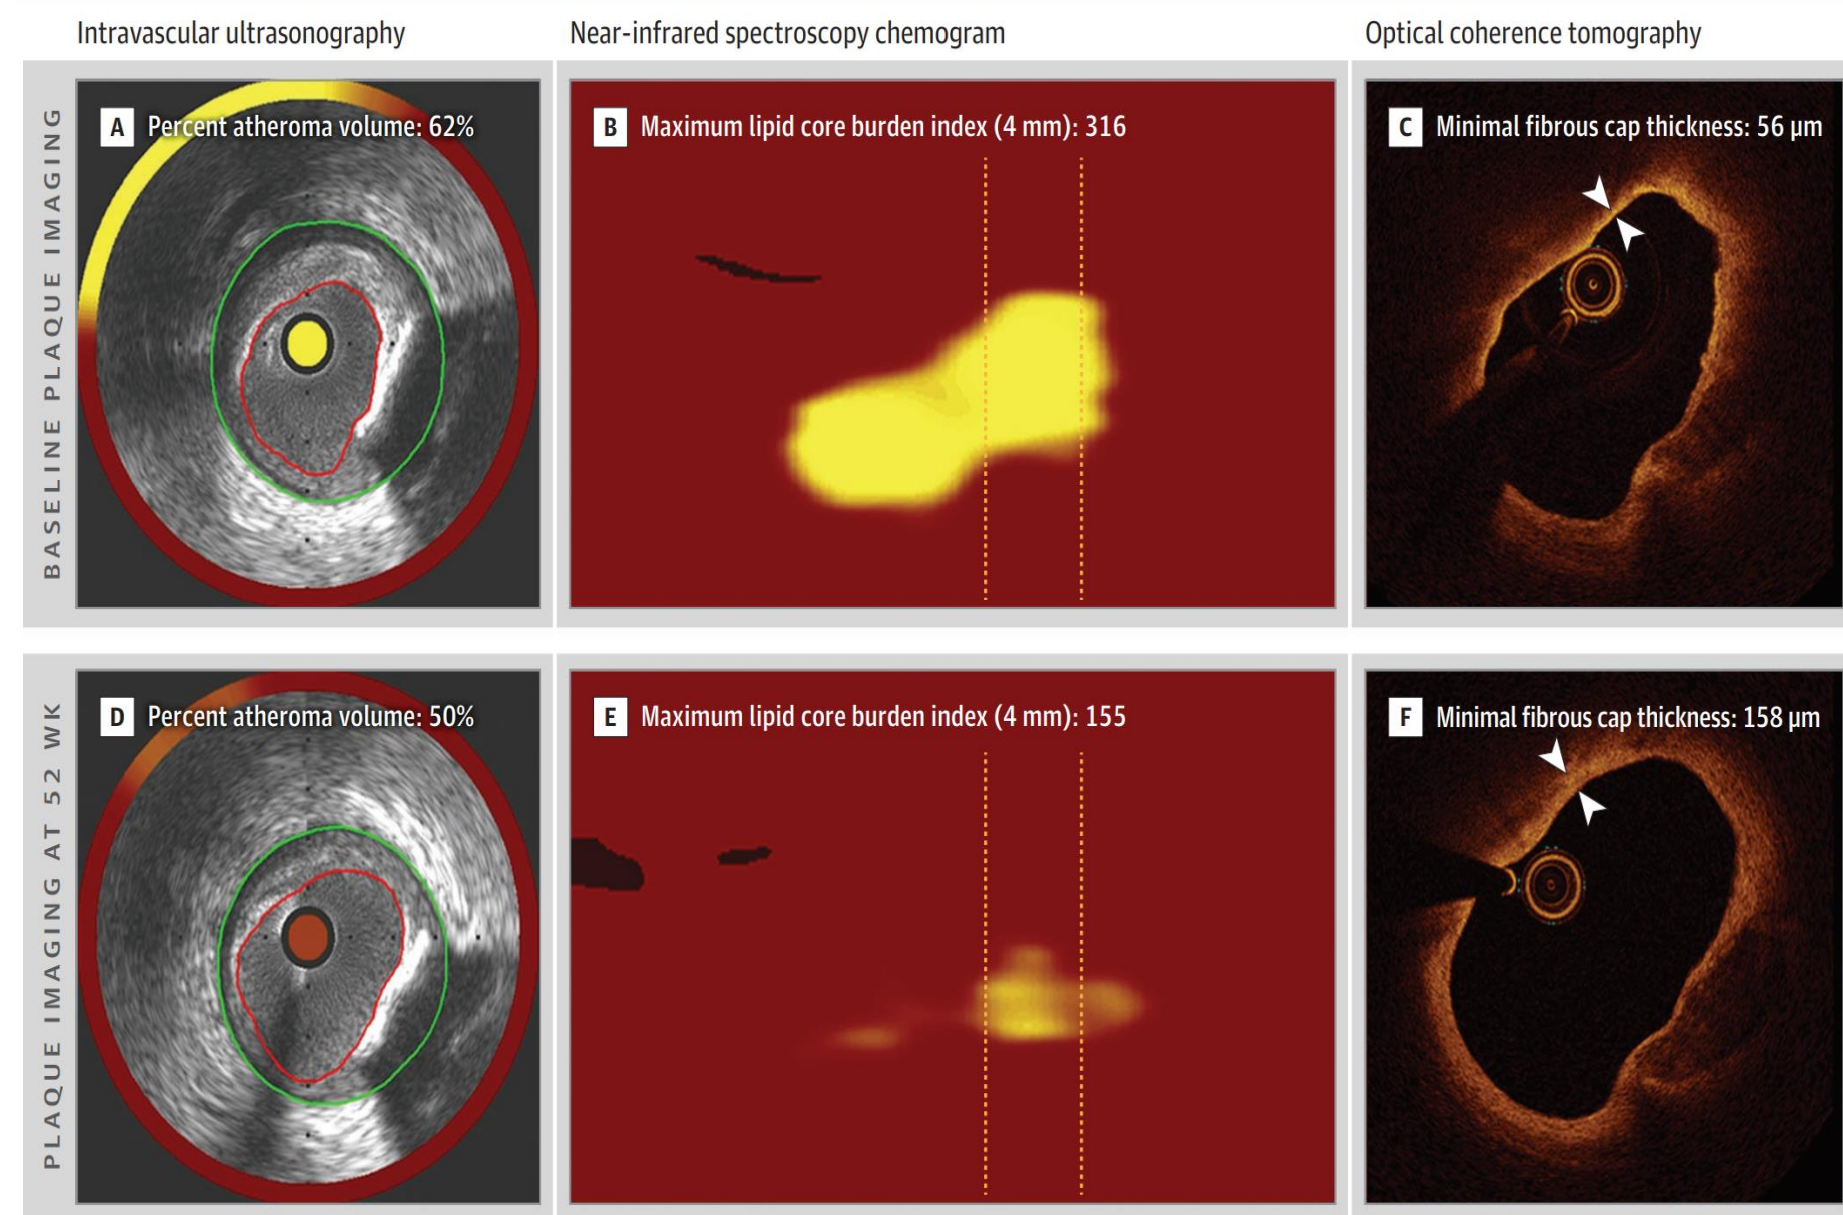 Intravascular ultrasonography
Near-infrared spectroscopy chemogram
Optical coherence tomography
BASELINE PLAQUE IMAGING
A Percent atheroma volume: 62%
B Maximum lipid core burden index (4 mm): 316
C Minimal fibrous cap thickness: 56 μm
PLAQUE IMAGING AT 52 WK
D Percent atheroma volume: 50%
E Maximum lipid core burden index (4 mm): 155
F Minimal fibrous cap thickness: 158 μm